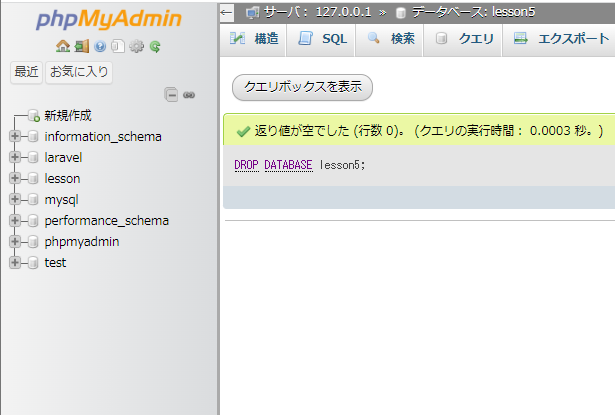 phpMyAdmin
最近 お気に入り
新規作成
information_schema
laravel
lesson
mysql
performance_schema
phpmyadmin
test
サーバ: 127.0.0.1 » データベース: lesson5
構造 SQL 検索 クエリ エクスポート
クエリボックスを表示
返り値が空でした (行数 0)。 (クエリの実行時間: 0.0003 秒。)
DROP DATABASE lesson5;